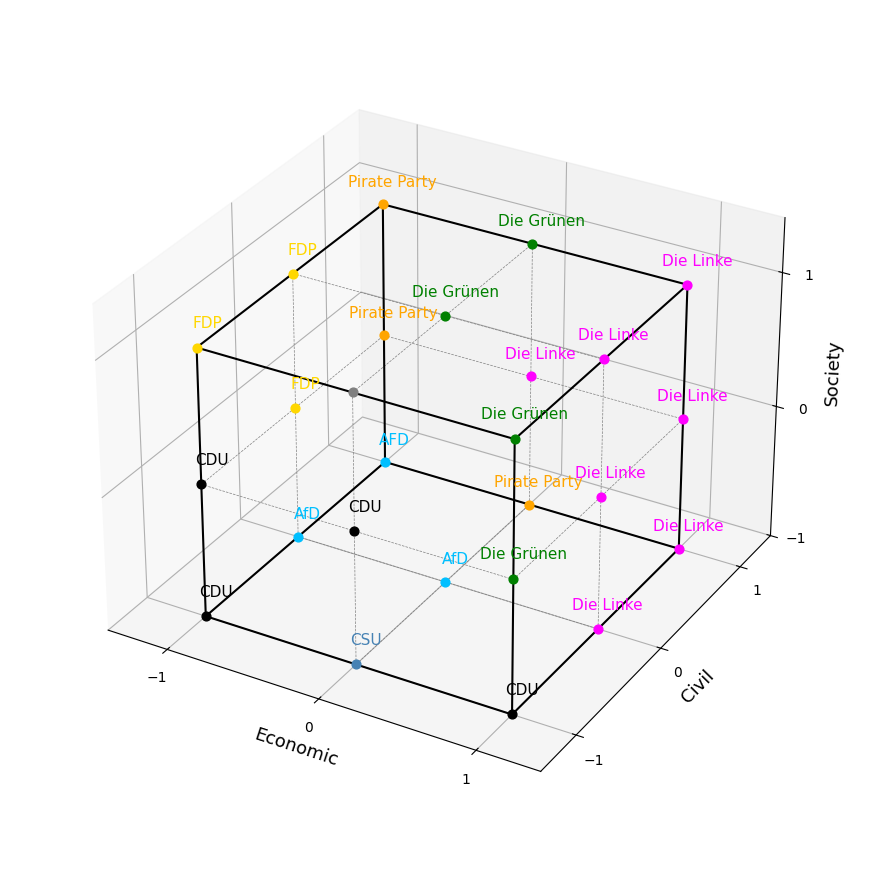 Pirate Party
Die Grünen
FDP
Die Linke
Die Grünen
Pirate Party
FDP
Die Linke
Die Linke
FDP
Die Linke
Die Grünen
AFD
CDU
Die Linke
Pirate Party
CDU
AfD
Die Linke
Die Grünen
AfD
CDU
Die Linke
CSU
CDU
1
0
−1
Society
1
0
−1
Civil
−1
0
1
Economic